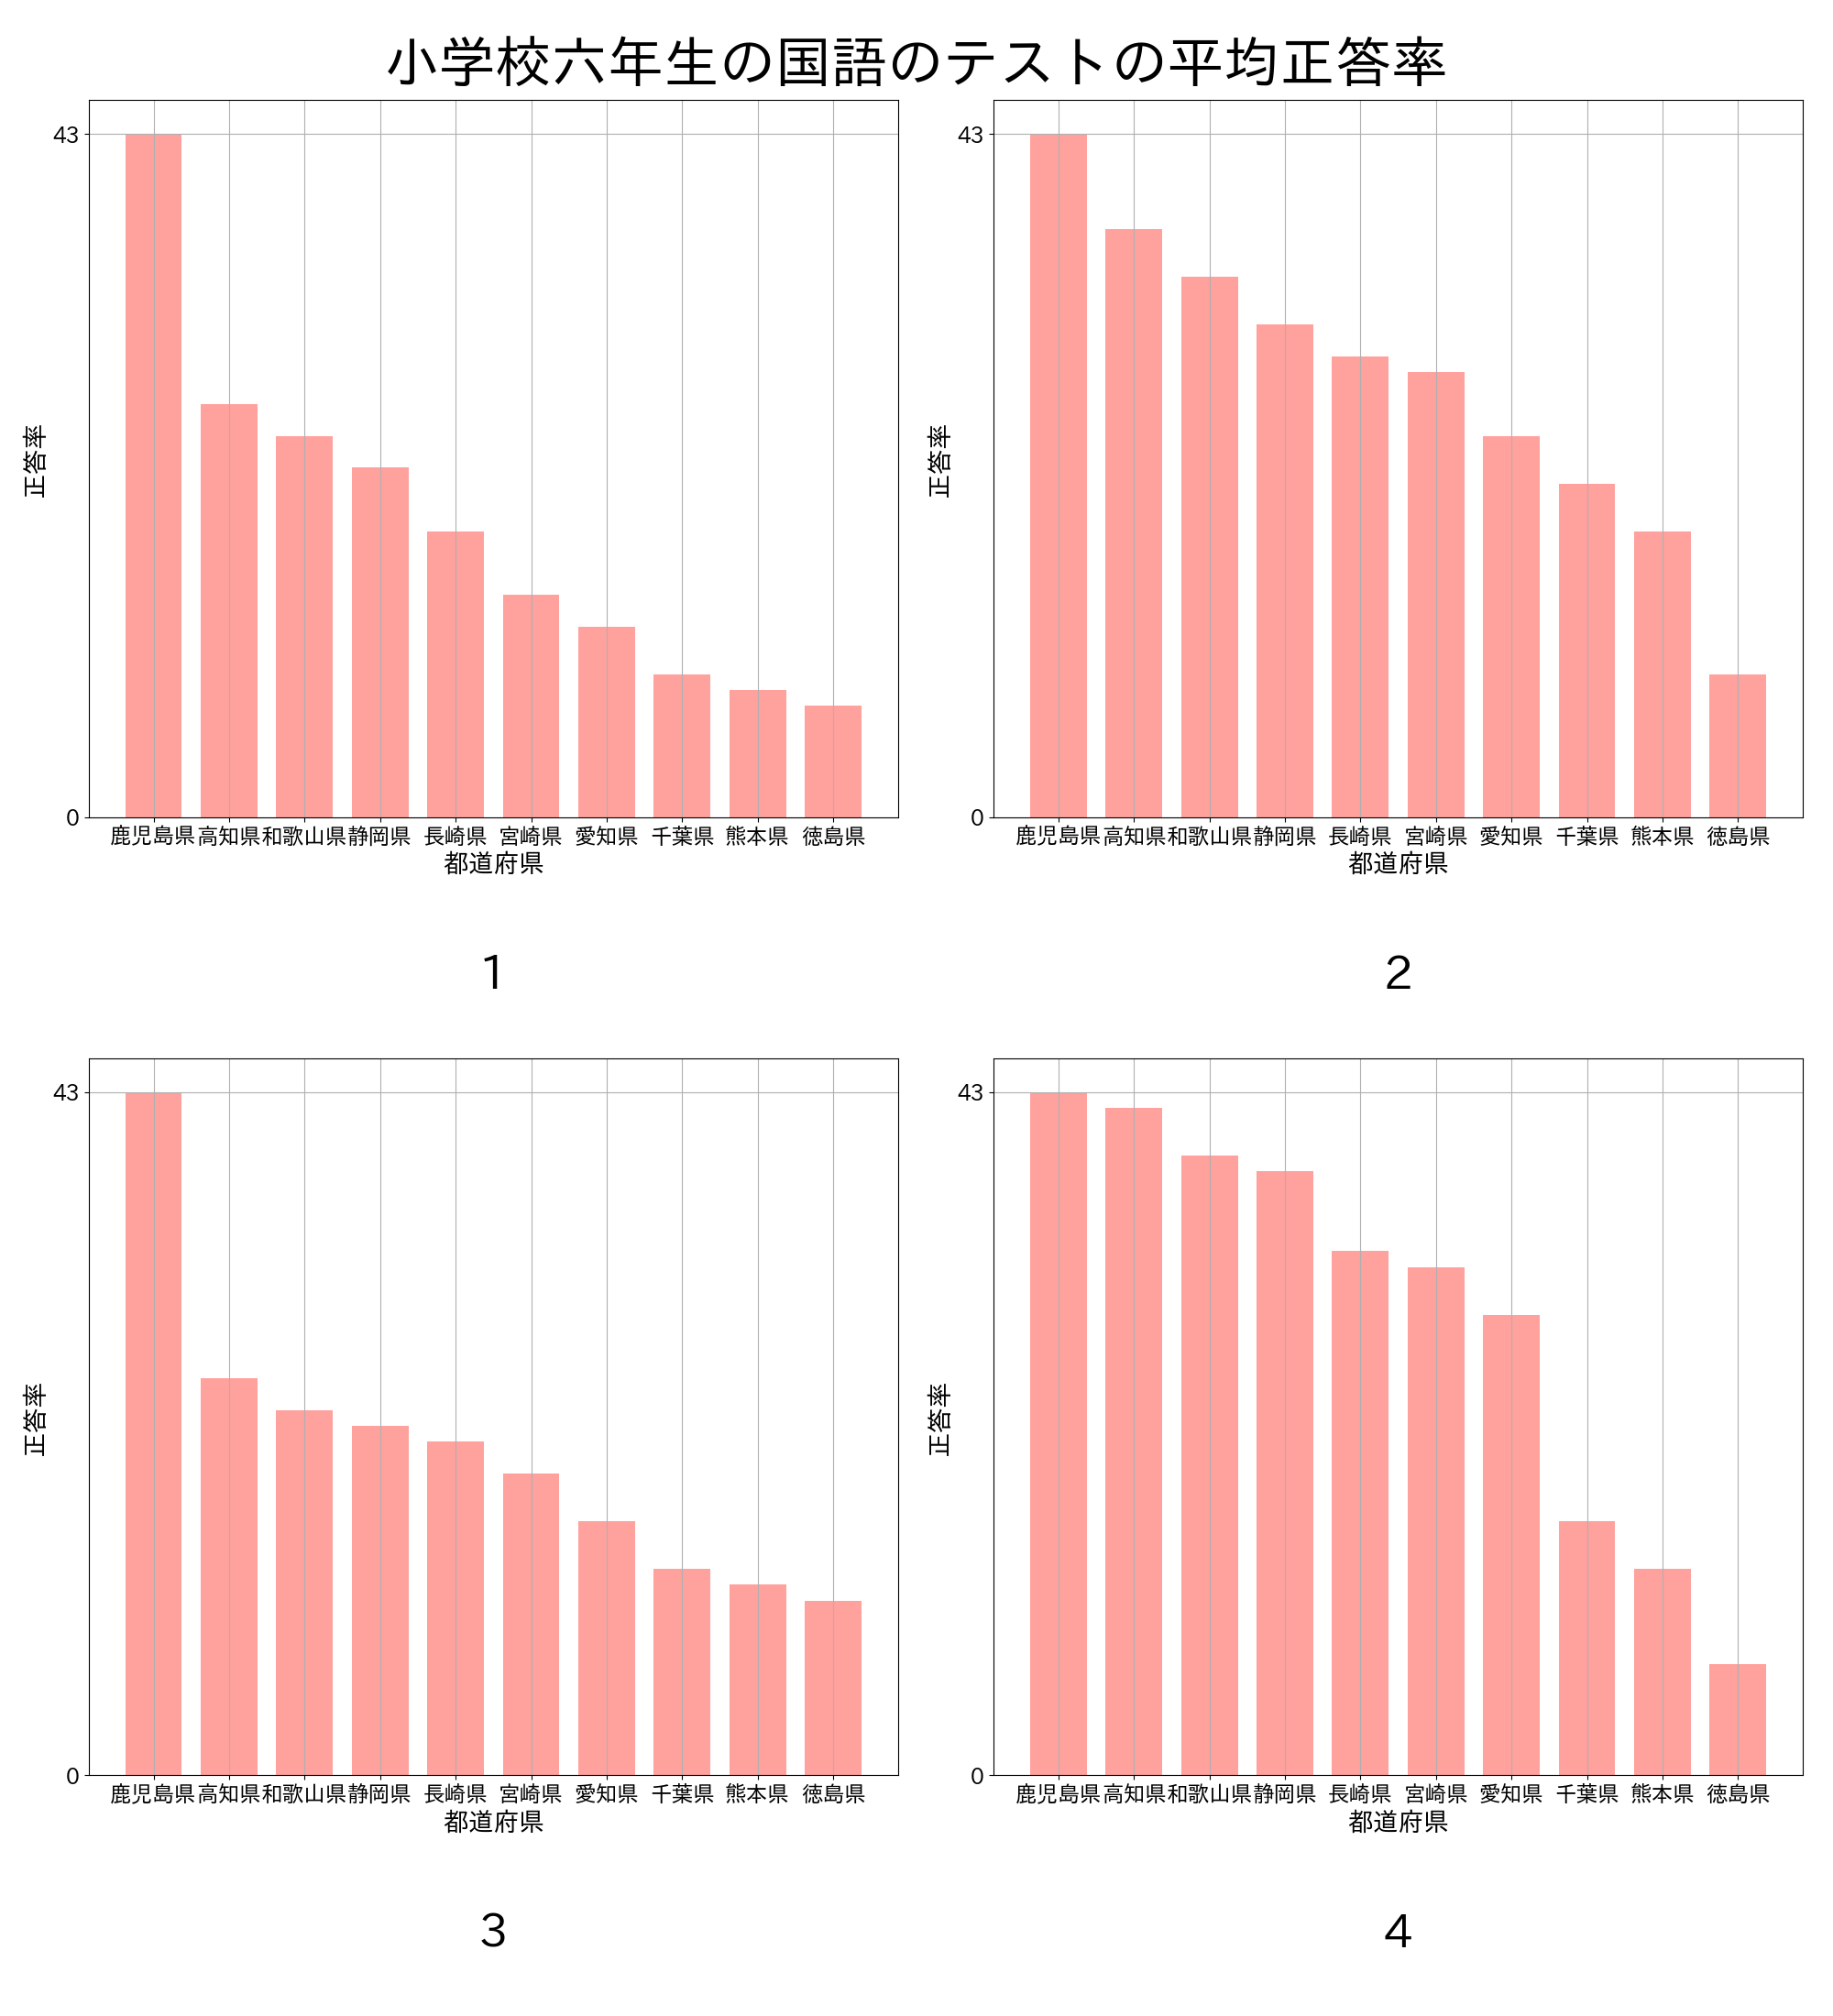 小学校六年生の国語のテストの平均正答率
43
0
正答率
鹿児島県 高知県 和歌山県 静岡県 長崎県 宮崎県 愛知県 千葉県 熊本県 徳島県
都道府県
1
43
0
正答率
鹿児島県 高知県 和歌山県 静岡県 長崎県 宮崎県 愛知県 千葉県 熊本県 徳島県
都道府県
2
43
0
正答率
鹿児島県 高知県 和歌山県 静岡県 長崎県 宮崎県 愛知県 千葉県 熊本県 徳島県
都道府県
3
43
0
正答率
鹿児島県 高知県 和歌山県 静岡県 長崎県 宮崎県 愛知県 千葉県 熊本県 徳島県
都道府県
4